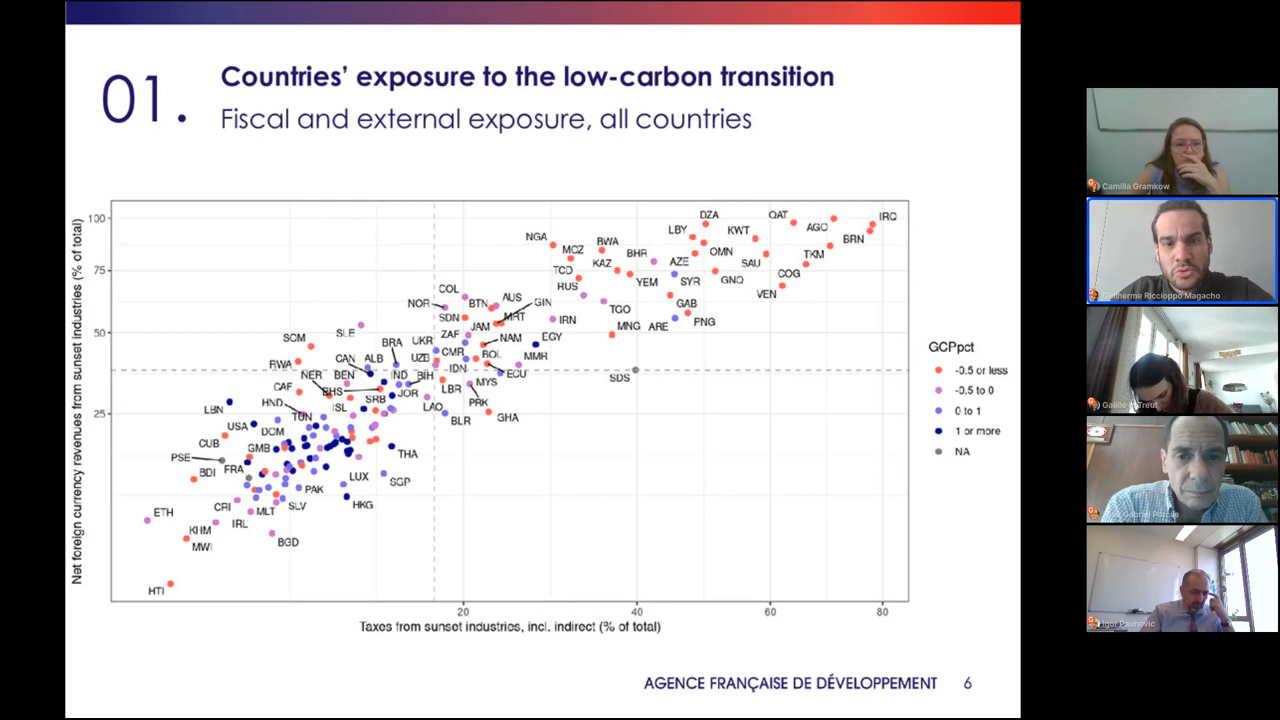 01.
Countries' exposure to the low-carbon transition
Fiscal and external exposure, all countries
Net foreign currency revenues from sunset industries (% of total)
100
75
50
25
DZA
QAT
IRQ
LBY
KWT
AGO
BRN
NGA
BWA
MOZ
BHR
OMN
AZE
SAU
TKM
TCD
KAZ
YEM
SYR
GNQ
COG
RUS
VEN
COL
NOR
BTN
AUS
GIN
TGO
GAB
SDN
JAM
MRT
IRN
MNG
ARE
PNG
SLE
ZAF
NAM
EGY
SOM
BRA
UKR
CAN
ALB
UZB
CMR
BOL
MMR
RWA
NER
BEN
IND
BIH
IDN
ECU
SDS
CAF
BHS
JOR
LBR
MYS
SRB
PRK
LBN
HND
ISL
LAO
TUN
BLR
GHA
USA
DOM
CUB
GMB
PSE
THA
BDI
FRA
LUX
SGP
PAK
CRI
SLV
HKG
ETH
MLT
IRL
KHM
MWI
BGD
HTI
20
40
60
80
Taxes from sunset industries, incl. indirect (% of total)
GCPpct
-0.5 or less
-0.5 to 0
0 to 1
1 or more
NA
AGENCE FRANÇAISE DE DÉVELOPPEMENT
6
Camilla Gramkow
Guilherme Riccioppo Magacho
Gabriel Porcile
Igor Paunovic